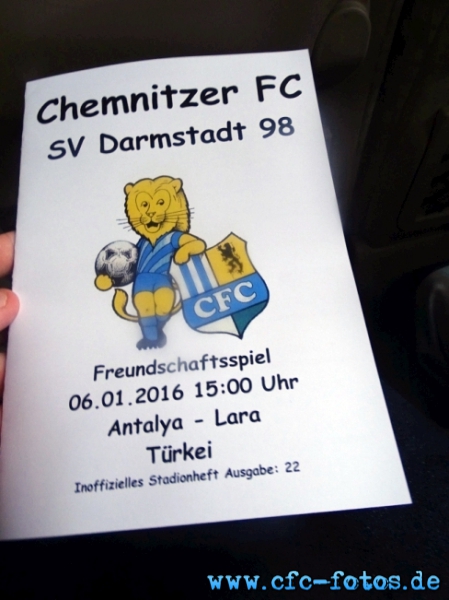 Chemnitzer FC
SV Darmstadt 98
CFC
Freundschaftsspiel
06.01.2016 15:00 Uhr
Antalya - Lara
Türkei
Inoffizielles Stadionheft Ausgabe: 22
www.cfc-fotos.de